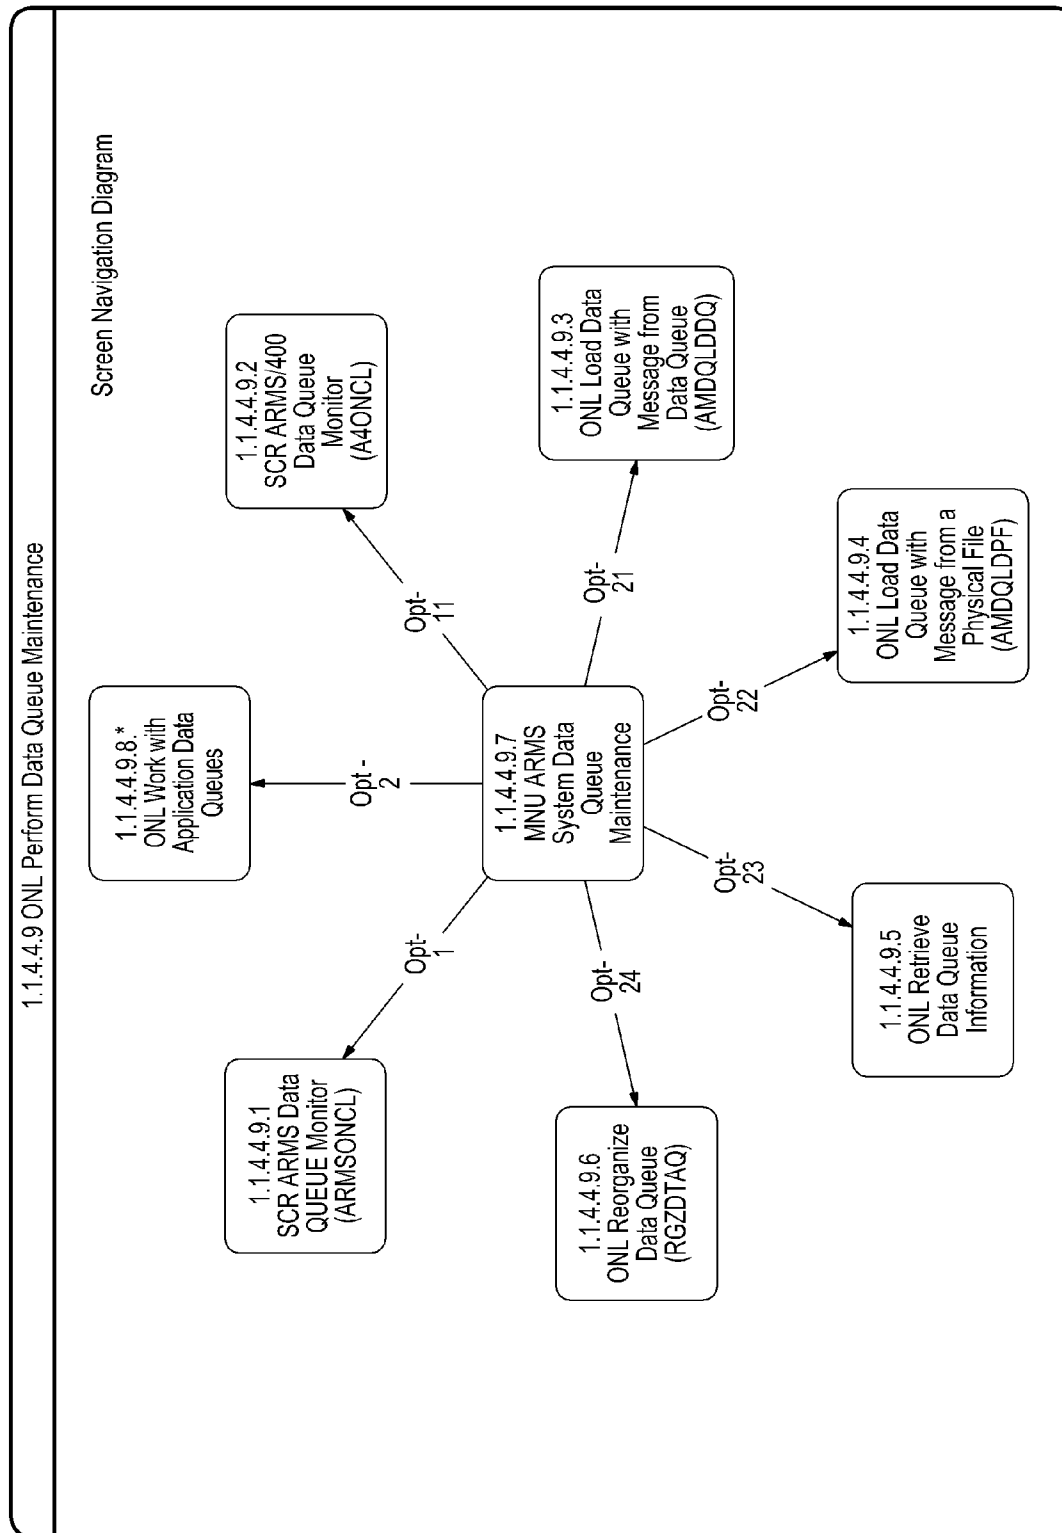 1.1.4.4.9 ONL Perform Data Queue Maintenance
Screen Navigation Diagram
1.1.4.4.9.1
SCR ARMS Data
QUEUE Monitor
(ARMSONCL)
1.1.4.4.9.8.*
ONL Work with
Application Data
Queues
1.1.4.4.9.2
SCR ARMS/400
Data Queue
Monitor
(A4ONCL)
Opt-
1
Opt -
2
Opt-
11
1.1.4.4.9.6
ONL Reorganize
Data Queue
(RGZDTAQ)
Opt-
24
1.1.4.4.9.7
MNU ARMS
System Data
Queue
Maintenance
Opt-
21
1.1.4.4.9.3
ONL Load Data
Queue with
Message from
Data Queue
(AMDQLDDQ)
Opt-
23
Opt-
22
1.1.4.4.9.5
ONL Retrieve
Data Queue
Information
1.1.4.4.9.4
ONL Load Data
Queue with
Message from a
Physical File
(AMDQLDPF)